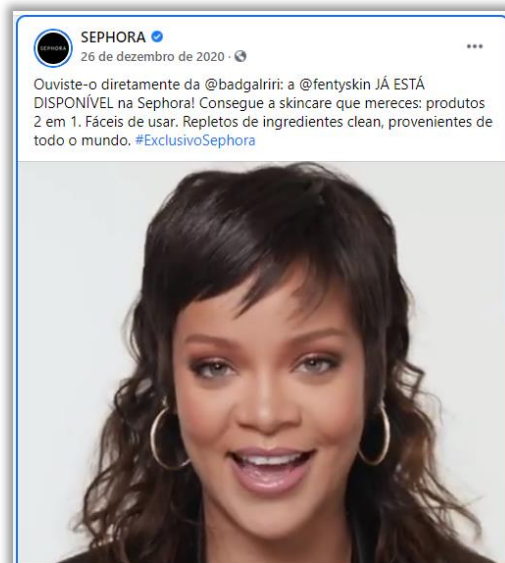 SEPHORA
SEPHORA
26 de dezembro de 2020 ·
Ouviste-o diretamente da @badgalriri: a @fentyskin JÁ ESTÁ
DISPONÍVEL na Sephora! Consegue a skincare que mereces: produtos
2 em 1. Fáceis de usar. Repletos de ingredientes clean, provenientes de
todo o mundo. #ExclusivoSephora